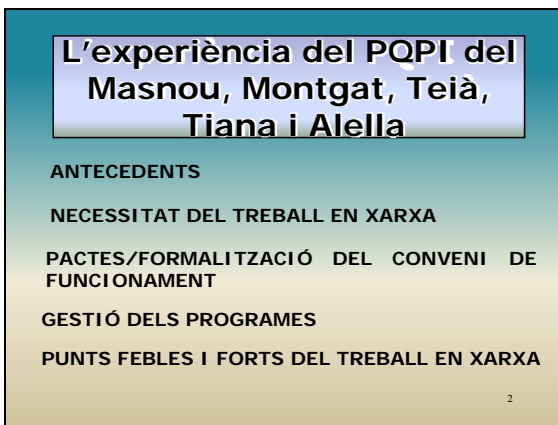 L'experiència del PQPI del
Masnou, Montgat, Teià,
Tiana i Alella
ANTECEDENTS
NECESSITAT DEL TREBALL EN XARXA
PACTES/FORMALITZACIÓ DEL CONVENI DE
FUNCIONAMENT
GESTIÓ DELS PROGRAMES
PUNTS FEBLES I FORTS DEL TREBALL EN XARXA
2